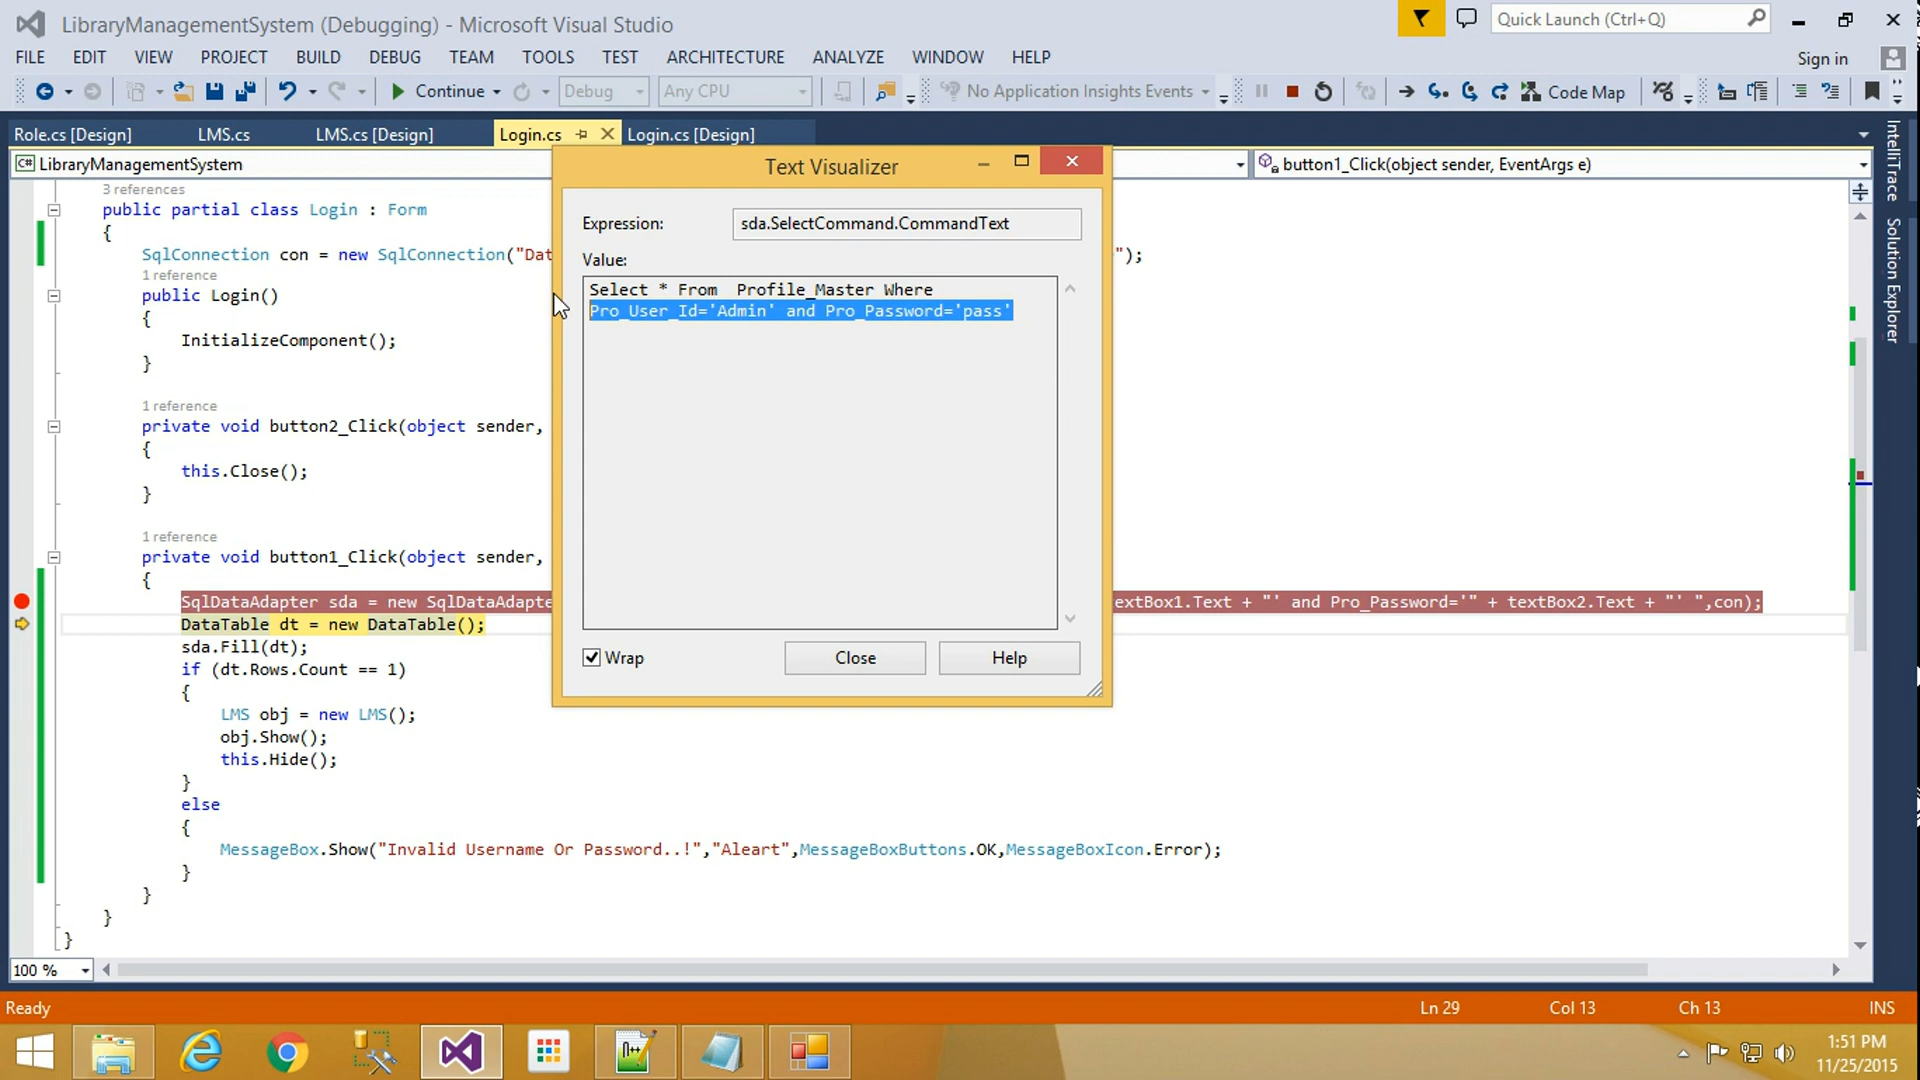 LibraryManagementSystem (Debugging) - Microsoft Visual Studio
Quick Launch (Ctrl+Q)
FILE EDIT VIEW PROJECT BUILD DEBUG TEAM TOOLS TEST ARCHITECTURE ANALYZE WINDOW HELP
Sign in
Continue Debug Any CPU No Application Insights Events Code Map
Role.cs [Design] LMS.cs LMS.cs [Design] Login.cs Login.cs [Design]
C# LibraryManagementSystem
button1_Click(object sender, EventArgs e)
IntelliTrace
Solution Explorer
3 references
public partial class Login : Form
{
SqlConnection con = new SqlConnection("Dat
");
1 reference
public Login()
{
InitializeComponent();
}
1 reference
private void button2_Click(object sender,
{
this.Close();
}
1 reference
private void button1_Click(object sender,
{
SqlDataAdapter sda = new SqlDataAdapte
extBox1.Text + "' and Pro_Password='" + textBox2.Text + "' ",con);
DataTable dt = new DataTable();
sda.Fill(dt);
if (dt.Rows.Count == 1)
{
LMS obj = new LMS();
obj.Show();
this.Hide();
}
else
{
MessageBox.Show("Invalid Username Or Password..!","Aleart",MessageBoxButtons.OK,MessageBoxIcon.Error);
}
}
}
}
Text Visualizer
Expression: sda.SelectCommand.CommandText
Value:
Select * From  Profile_Master Where
Pro_User_Id='Admin' and Pro_Password='pass'
Wrap Close Help
100 %
Ready Ln 29 Col 13 Ch 13 INS
1:51 PM
11/25/2015